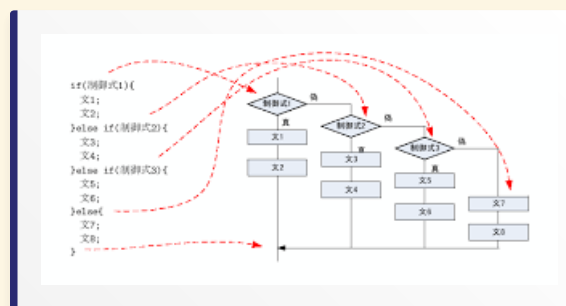 if(制御式1){
文1;
文2;
}else if(制御式2){
文3;
文4;
}else if(制御式3){
文5;
文6;
}else{
文7;
文8;
}
制御式1
偽
真
文1
文2
制御式2
偽
真
文3
文4
制御式3
偽
真
文5
文6
文7
文8